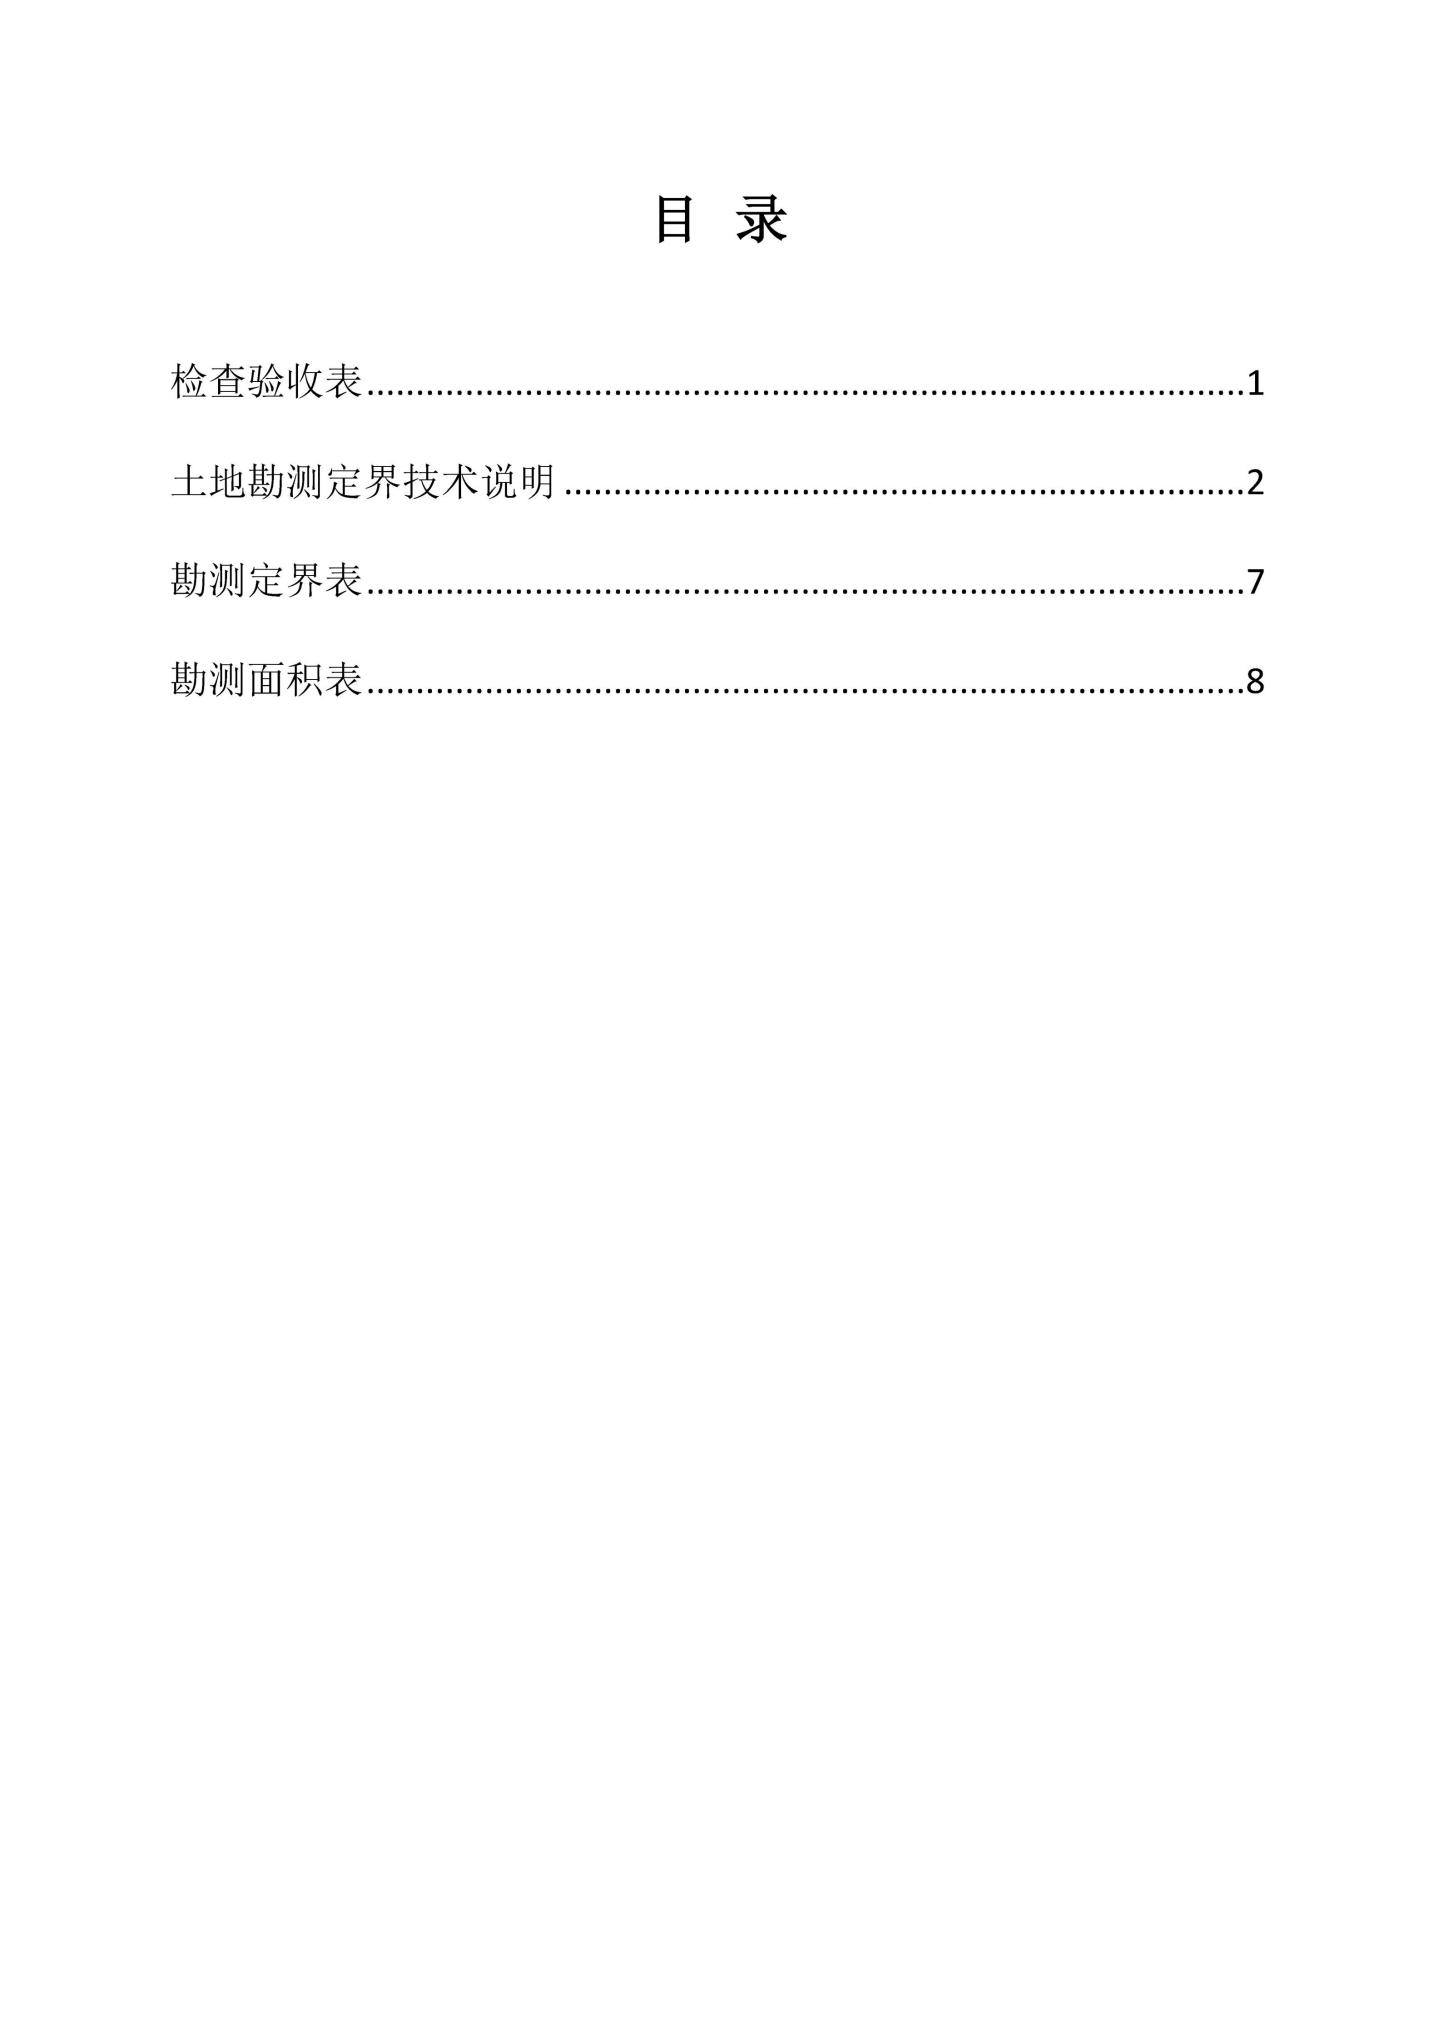 目 录
检查验收表........................................................................................1
土地勘测定界技术说明....................................................................2
勘测定界表........................................................................................7
勘测面积表........................................................................................8